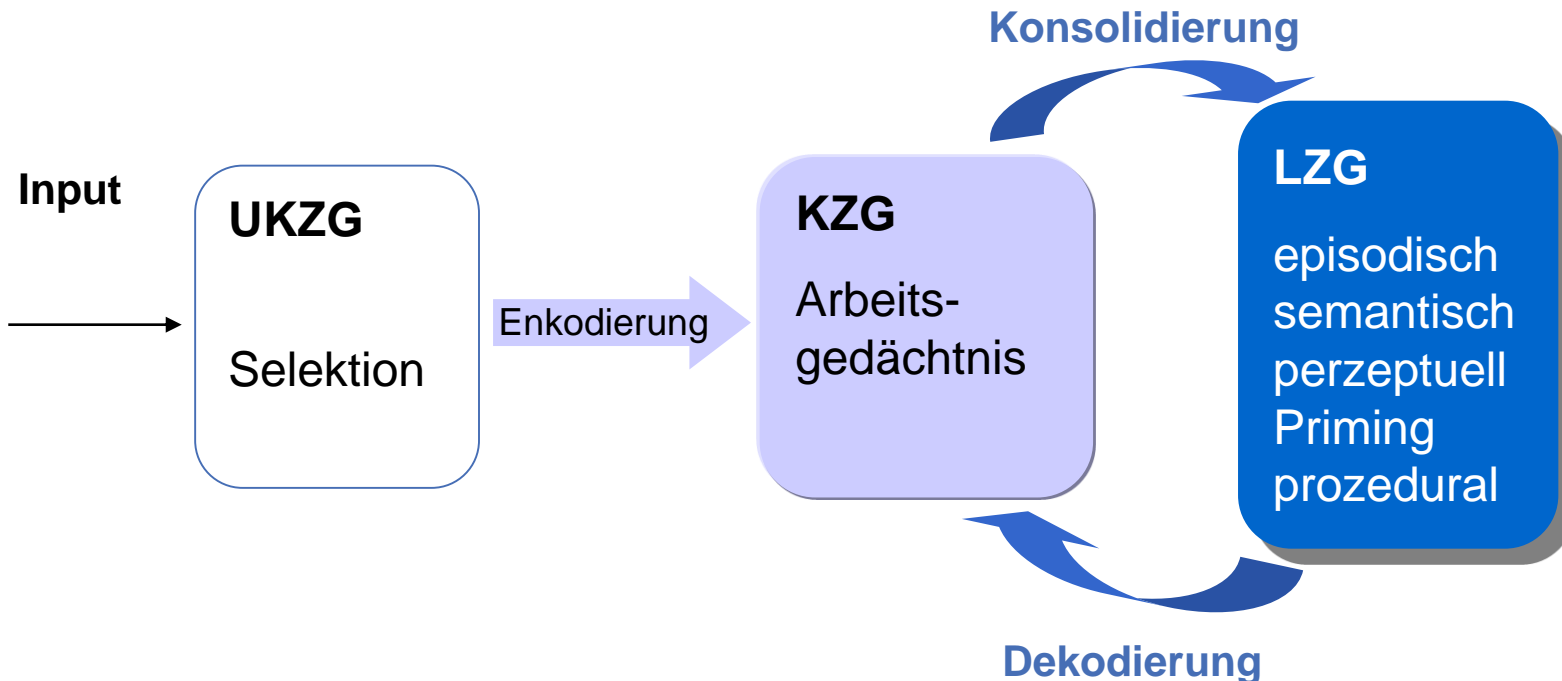 Konsolidierung
Input
UKZG
Selektion
Enkodierung
KZG
Arbeits-
gedächtnis
LZG
episodisch
semantisch
perzeptuell
Priming
prozedural
Dekodierung